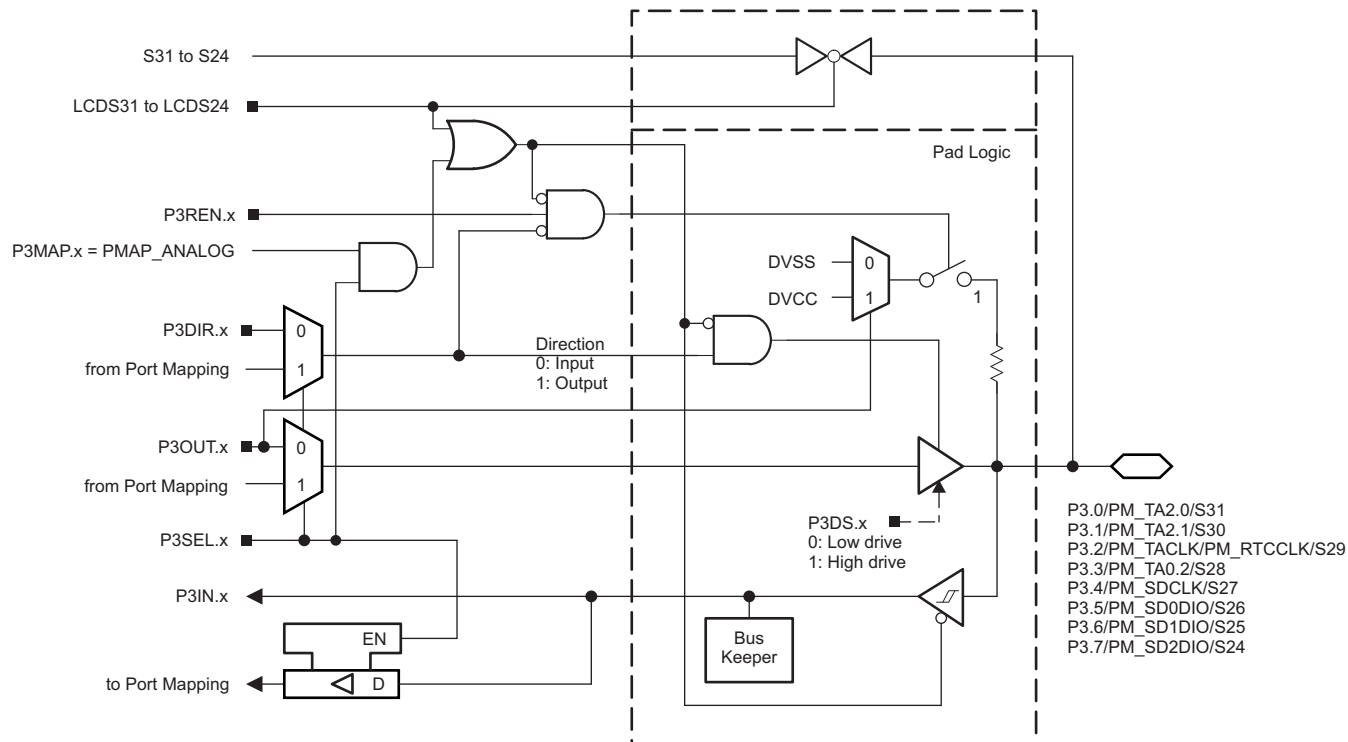 S31 to S24
LCDS31 to LCDS24
Pad Logic
P3REN.x
P3MAP.x = PMAP_ANALOG
DVSS
0
DVCC
1
1
P3DIR.x
0
from Port Mapping
1
Direction
0: Input
1: Output
P3OUT.x
0
from Port Mapping
1
P3SEL.x
P3DS.x
0: Low drive
1: High drive
P3.0/PM_TA2.0/S31
P3.1/PM_TA2.1/S30
P3.2/PM_TACLK/PM_RTCCLK/S29
P3.3/PM_TA0.2/S28
P3.4/PM_SDCLK/S27
P3.5/PM_SD0DIO/S26
P3.6/PM_SD1DIO/S25
P3.7/PM_SD2DIO/S24
P3IN.x
Bus
Keeper
EN
to Port Mapping
D